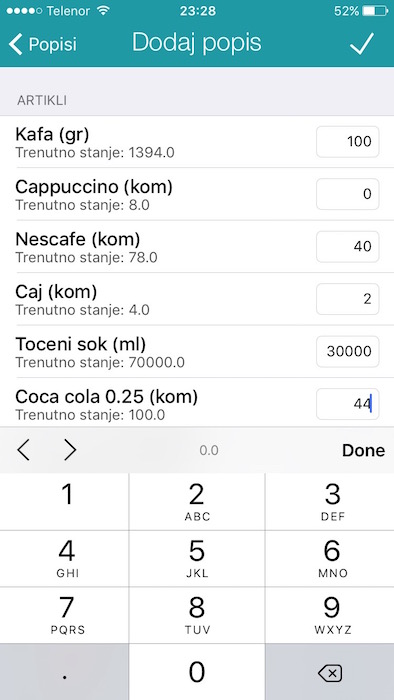 Telenor 23:28 52%
Popisi Dodaj popis
ARTIKLI
Kafa (gr) 100
Trenutno stanje: 1394.0
Cappuccino (kom) 0
Trenutno stanje: 8.0
Nescafe (kom) 40
Trenutno stanje: 78.0
Caj (kom) 2
Trenutno stanje: 4.0
Toceni sok (ml) 30000
Trenutno stanje: 70000.0
Coca cola 0.25 (kom) 44
Trenutno stanje: 100.0
0.0 Done
1 2 3
ABC DEF
4 5 6
GHI JKL MNO
7 8 9
PQRS TUV WXYZ
. 0